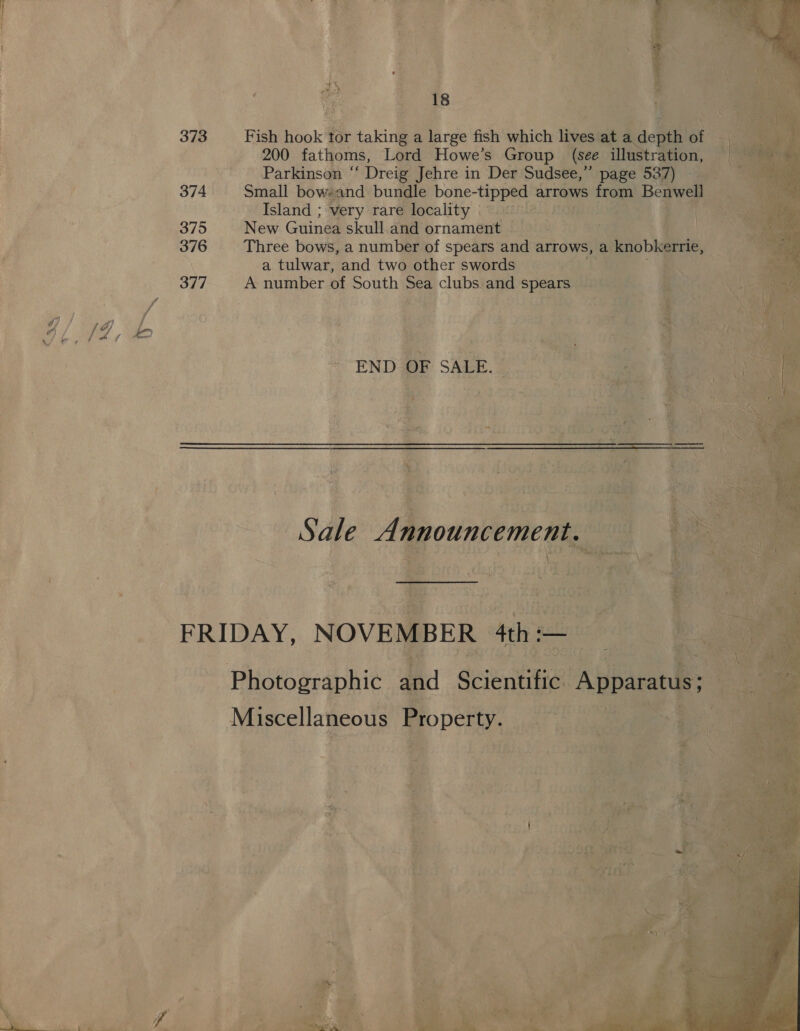 18
373 Fish hook for taking a large fish which lives at a depth of
200 fathoms, Lord Howe's Group (see illustration,
Parkinson “ Dreig Jehre in Der Sudsee,” page 537)
374 Small bow and bundle bone-tipped arrows from Benwell
Island ; very rare locality
375 New Guinea skull and ornament
376 Three bows, a number of spears and arrows, a knobkerrie,
a tulwar, and two other swords
377 A number of South Sea clubs and spears
END OF SALE.
Sale Announcement.
FRIDAY, NOVEMBER 4th :—
Photographic and Scientific Apparatus ;
Miscellaneous Property.